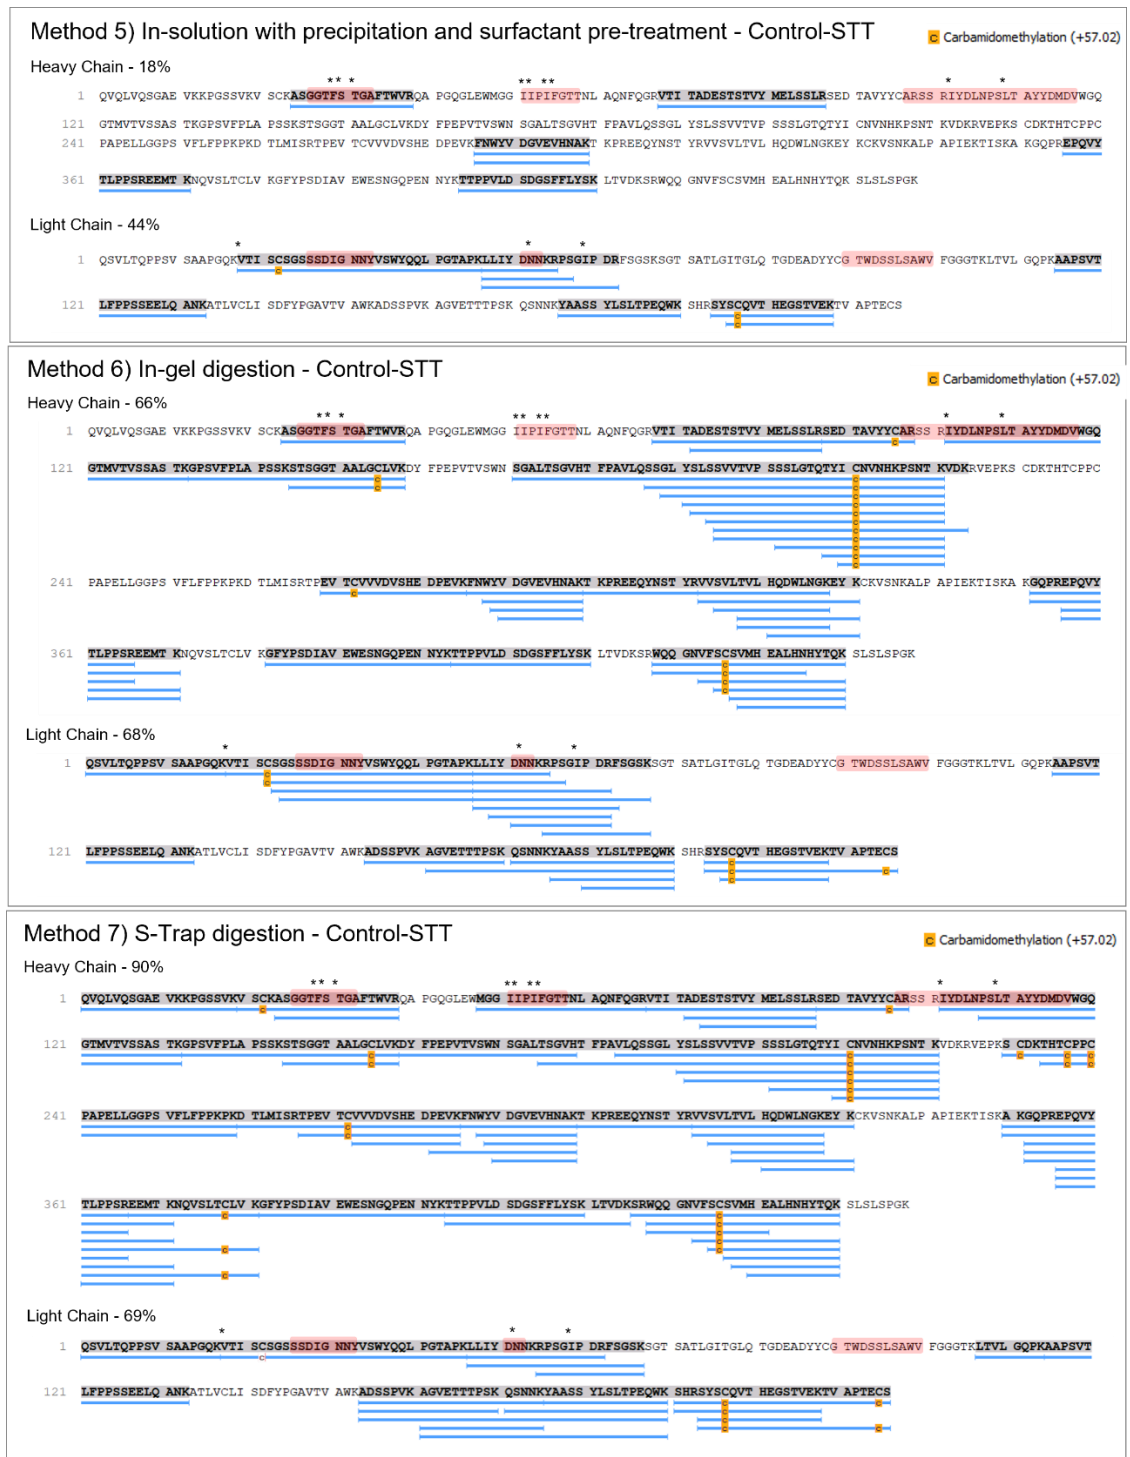 Method 5) In-solution with precipitation and surfactant pre-treatment - Control-STT
c Carbamidomethylation (+57.02)
Heavy Chain - 18%
** * ** ** * *
1 QVQLVQSGAE VKKPGSSVKV SCKASGGTFS TGAFTWVRQA PGQGLEWMGG IIPIFGTTNL AQNFQGRVTI TADESTSTVY MELSSLRSED TAVYYCARSS RIYDLNPSLT AYYDMDVWGQ
121 GTMVTVSSAS TKGPSVFPLA PSSKSTSGGT AALGCLVKDY FPEPVTVSWN SGALTSGVHT FPAVLQSSGL YSLSSVVTVP SSSLGTQTYI CNVNHKPSNT KVDKRVEPKS CDKTHTCPPC
241 PAPELLGGPS VFLFPPKPKD TLMISRTPEV TCVVVDVSHE DPEVKFNWYV DGVEVHNAKT KPREEQYNST YRVVSVLTVL HQDWLNGKEY KCKVSNKALP APIEKTISKA KGQPREPQVY
361 TLPPSREEMT KNQVSLTCLV KGFYPSDIAV EWESNGQPEN NYKTTPPVLD SDGSFFLYSK LTVDKSRWQQ GNVFSCSVMH EALHNHYTQK SLSLSPGK
Light Chain - 44%
* * *
1 QSVLTQPPSV SAAPGQKVTI SCSGSSSDIG NNYVSWYQQL PGTAPKLLIY DNNKRPSGIP DRFSGSKSGT SATLGITGLQ TGDEADYYCG TWDSSLSAWV FGGGTKLTVL GQPKAAPSVT
c
121 LFPPSSEELQ ANKATLVCLI SDFYPGAVTV AWKADSSPVK AGVETTTPSK QSNNKYAASS YLSLTPEQWK SHRSYSCQVT HEGSTVEKTV APTECS
c
c
Method 6) In-gel digestion - Control-STT
c Carbamidomethylation (+57.02)
Heavy Chain - 66%
** * ** ** * *
1 QVQLVQSGAE VKKPGSSVKV SCKASGGTFS TGAFTWVRQA PGQGLEWMGG IIPIFGTTNL AQNFQGRVTI TADESTSTVY MELSSLRSED TAVYYCARSS RIYDLNPSLT AYYDMDVWGQ
c
121 GTMVTVSSAS TKGPSVFPLA PSSKSTSGGT AALGCLVKDY FPEPVTVSWN SGALTSGVHT FPAVLQSSGL YSLSSVVTVP SSSLGTQTYI CNVNHKPSNT KVDKRVEPKS CDKTHTCPPC
c c
c c
c
c
c
c
c
c
c
c
c
241 PAPELLGGPS VFLFPPKPKD TLMISRTPEV TCVVVDVSHE DPEVKFNWYV DGVEVHNAKT KPREEQYNST YRVVSVLTVL HQDWLNGKEY KCKVSNKALP APIEKTISKA KGQPREPQVY
c
361 TLPPSREEMT KNQVSLTCLV KGFYPSDIAV EWESNGQPEN NYKTTPPVLD SDGSFFLYSK LTVDKSRWQQ GNVFSCSVMH EALHNHYTQK SLSLSPGK
c
c
c
c
Light Chain - 68%
* * *
1 QSVLTQPPSV SAAPGQKVTI SCSGSSSDIG NNYVSWYQQL PGTAPKLLIY DNNKRPSGIP DRFSGSKSGT SATLGITGLQ TGDEADYYCG TWDSSLSAWV FGGGTKLTVL GQPKAAPSVT
c
c
121 LFPPSSEELQ ANKATLVCLI SDFYPGAVTV AWKADSSPVK AGVETTTPSK QSNNKYAASS YLSLTPEQWK SHRSYSCQVT HEGSTVEKTV APTECS
c
c c
c
Method 7) S-Trap digestion - Control-STT
c Carbamidomethylation (+57.02)
Heavy Chain - 90%
** * ** ** * *
1 QVQLVQSGAE VKKPGSSVKV SCKASGGTFS TGAFTWVRQA PGQGLEWMGG IIPIFGTTNL AQNFQGRVTI TADESTSTVY MELSSLRSED TAVYYCARSS RIYDLNPSLT AYYDMDVWGQ
c c
121 GTMVTVSSAS TKGPSVFPLA PSSKSTSGGT AALGCLVKDY FPEPVTVSWN SGALTSGVHT FPAVLQSSGL YSLSSVVTVP SSSLGTQTYI CNVNHKPSNT KVDKRVEPKS CDKTHTCPPC
c c c c c
c c c c
c
c
c
c
241 PAPELLGGPS VFLFPPKPKD TLMISRTPEV TCVVVDVSHE DPEVKFNWYV DGVEVHNAKT KPREEQYNST YRVVSVLTVL HQDWLNGKEY KCKVSNKALP APIEKTISKA KGQPREPQVY
c
c
361 TLPPSREEMT KNQVSLTCLV KGFYPSDIAV EWESNGQPEN NYKTTPPVLD SDGSFFLYSK LTVDKSRWQQ GNVFSCSVMH EALHNHYTQK SLSLSPGK
c c
c
c
c c
c
Light Chain - 69%
* * *
1 QSVLTQPPSV SAAPGQKVTI SCSGSSSDIG NNYVSWYQQL PGTAPKLLIY DNNKRPSGIP DRFSGSKSGT SATLGITGLQ TGDEADYYCG TWDSSLSAWV FGGGTKLTVL GQPKAAPSVT
c
121 LFPPSSEELQ ANKATLVCLI SDFYPGAVTV AWKADSSPVK AGVETTTPSK QSNNKYAASS YLSLTPEQWK SHRSYSCQVT HEGSTVEKTV APTECS
c c
c
c
c c